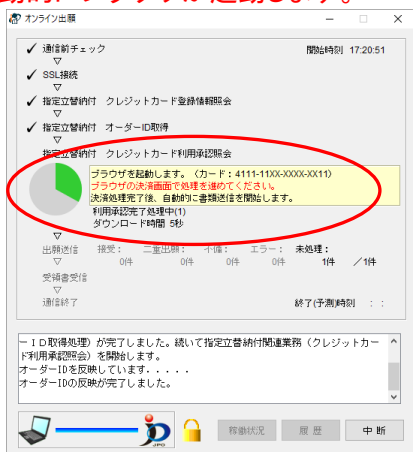 ブラウザが起動します。
オンライン出願
通信前チェック 開始時刻 17:20:51
▽
SSL接続
▽
指定立替納付 クレジットカード登録情報照会
▽
指定立替納付 オーダーID取得
▽
指定立替納付 クレジットカード利用承認照会
ブラウザを起動します。（カード：4111-11XX-XXXX-XX11）
ブラウザの決済画面で処理を進めてください。
決済処理完了後、自動的に書類送信を開始します。
利用承認完了処理中(1)
ダウンロード時間 5秒
▽
出願送信 接受： 二重出願： 不備： エラー： 未処理：
▽ 0件 0件 0件 0件 1件 ／1件
受領書受信
▽
通信終了 終了(予測)時刻 : :
ーＩＤ取得処理）が完了しました。続いて指定立替納付関連業務（クレジットカー
ド利用承認照会）を開始します。
オーダーIDを反映しています. . . . .
オーダーIDの反映が完了しました。
JPO 稼働状況 履 歴 中 断